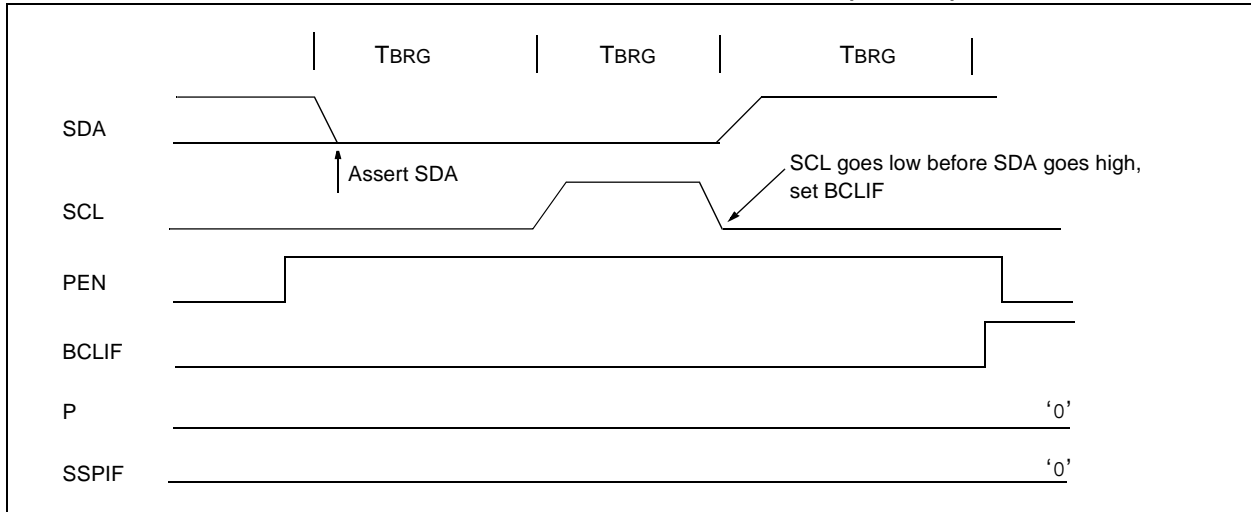 TBRG TBRG TBRG
SDA
Assert SDA
SCL goes low before SDA goes high,
set BCLIF
SCL
PEN
BCLIF
P
‘0’
SSPIF
‘0’